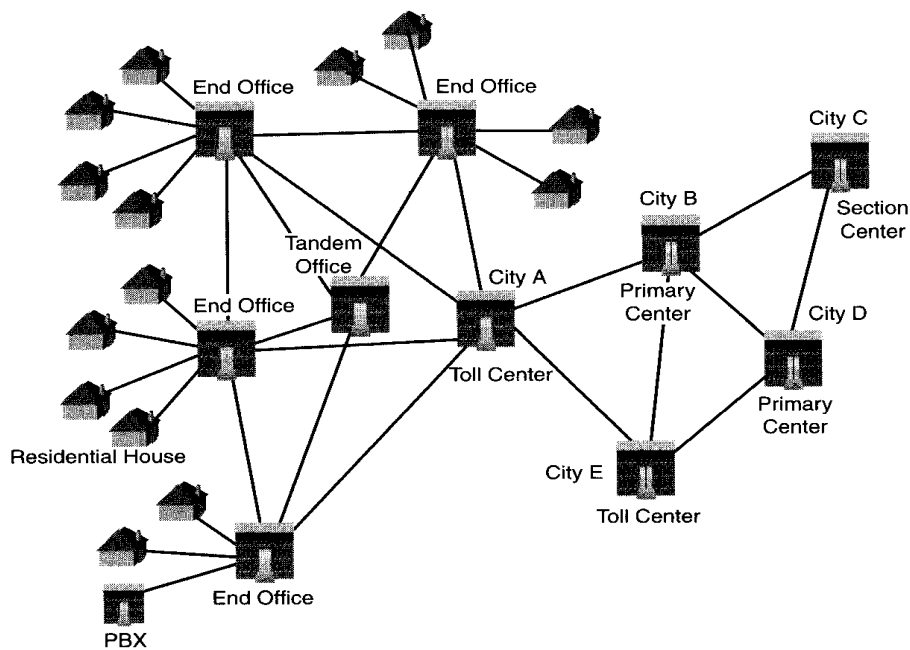 End Office
End Office
City C
Section
Center
City B
Tandem
Office
City A
Primary
Center
City D
End Office
Toll Center
Primary
Center
Residential House
City E
Toll Center
End Office
PBX